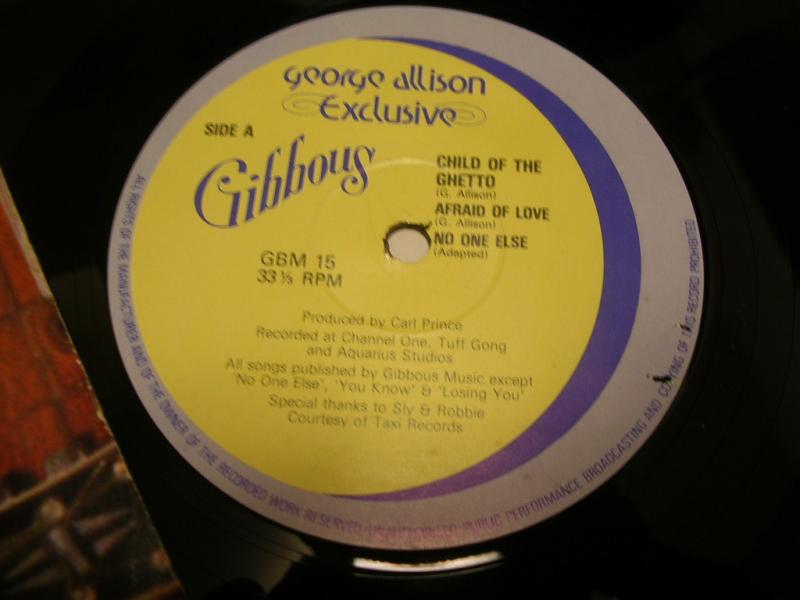 george allison
Exclusive
SIDE A
Gibbous
CHILD OF THE
GHETTO
(G. Allison)
AFRAID OF LOVE
(G. Allison)
NO ONE ELSE
(Adapted)
GBM 15
33⅓ RPM
Produced by Carl Prince
Recorded at Channel One, Tuff Gong
and Aquarius Studios
All songs published by Gibbous Music except
'No One Else', 'You Know' & 'Losing You'
Special thanks to Sly & Robbie
Courtesy of Taxi Records
ALL RIGHTS OF THE MANUFACTURER AND OF THE OWNER OF THE RECORDED WORK RESERVED. UNAUTHORISED PUBLIC PERFORMANCE BROADCASTING AND COPYING OF THIS RECORD PROHIBITED